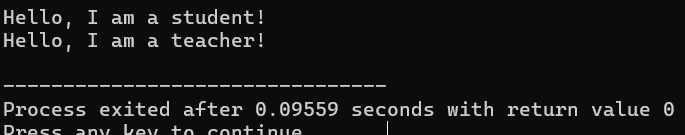 Hello, I am a student!
Hello, I am a teacher!
--------------------------------
Process exited after 0.09559 seconds with return value 0
Press any key to continue